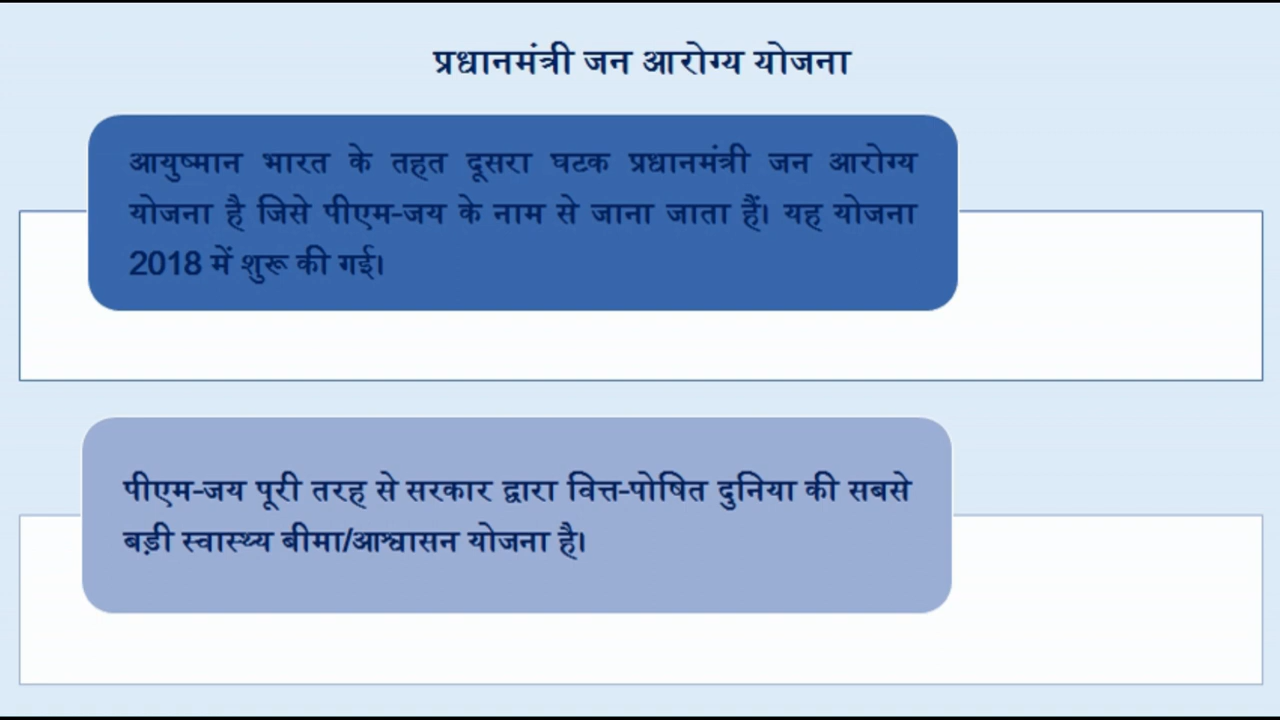 प्रधानमंत्री जन आरोग्य योजना
आयुष्मान भारत के तहत दूसरा घटक प्रधानमंत्री जन आरोग्य
योजना है जिसे पीएम-जय के नाम से जाना जाता हैं। यह योजना
2018 में शुरू की गई।
पीएम-जय पूरी तरह से सरकार द्वारा वित्त-पोषित दुनिया की सबसे
बड़ी स्वास्थ्य बीमा/आश्वासन योजना है।